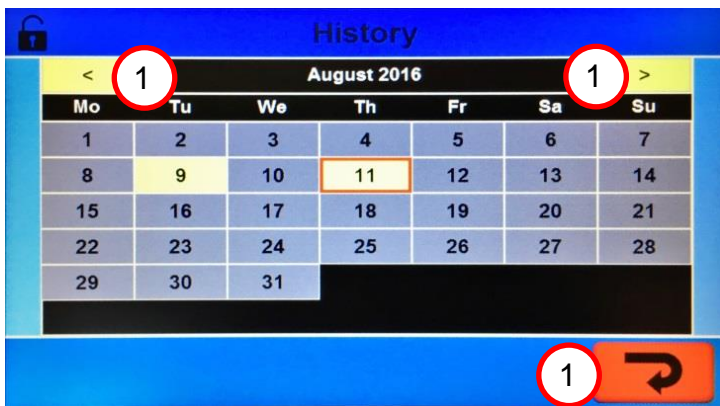 History
< 1 August 2016 1 >
Mo Tu We Th Fr Sa Su
1 2 3 4 5 6 7
8 9 10 11 12 13 14
15 16 17 18 19 20 21
22 23 24 25 26 27 28
29 30 31
1